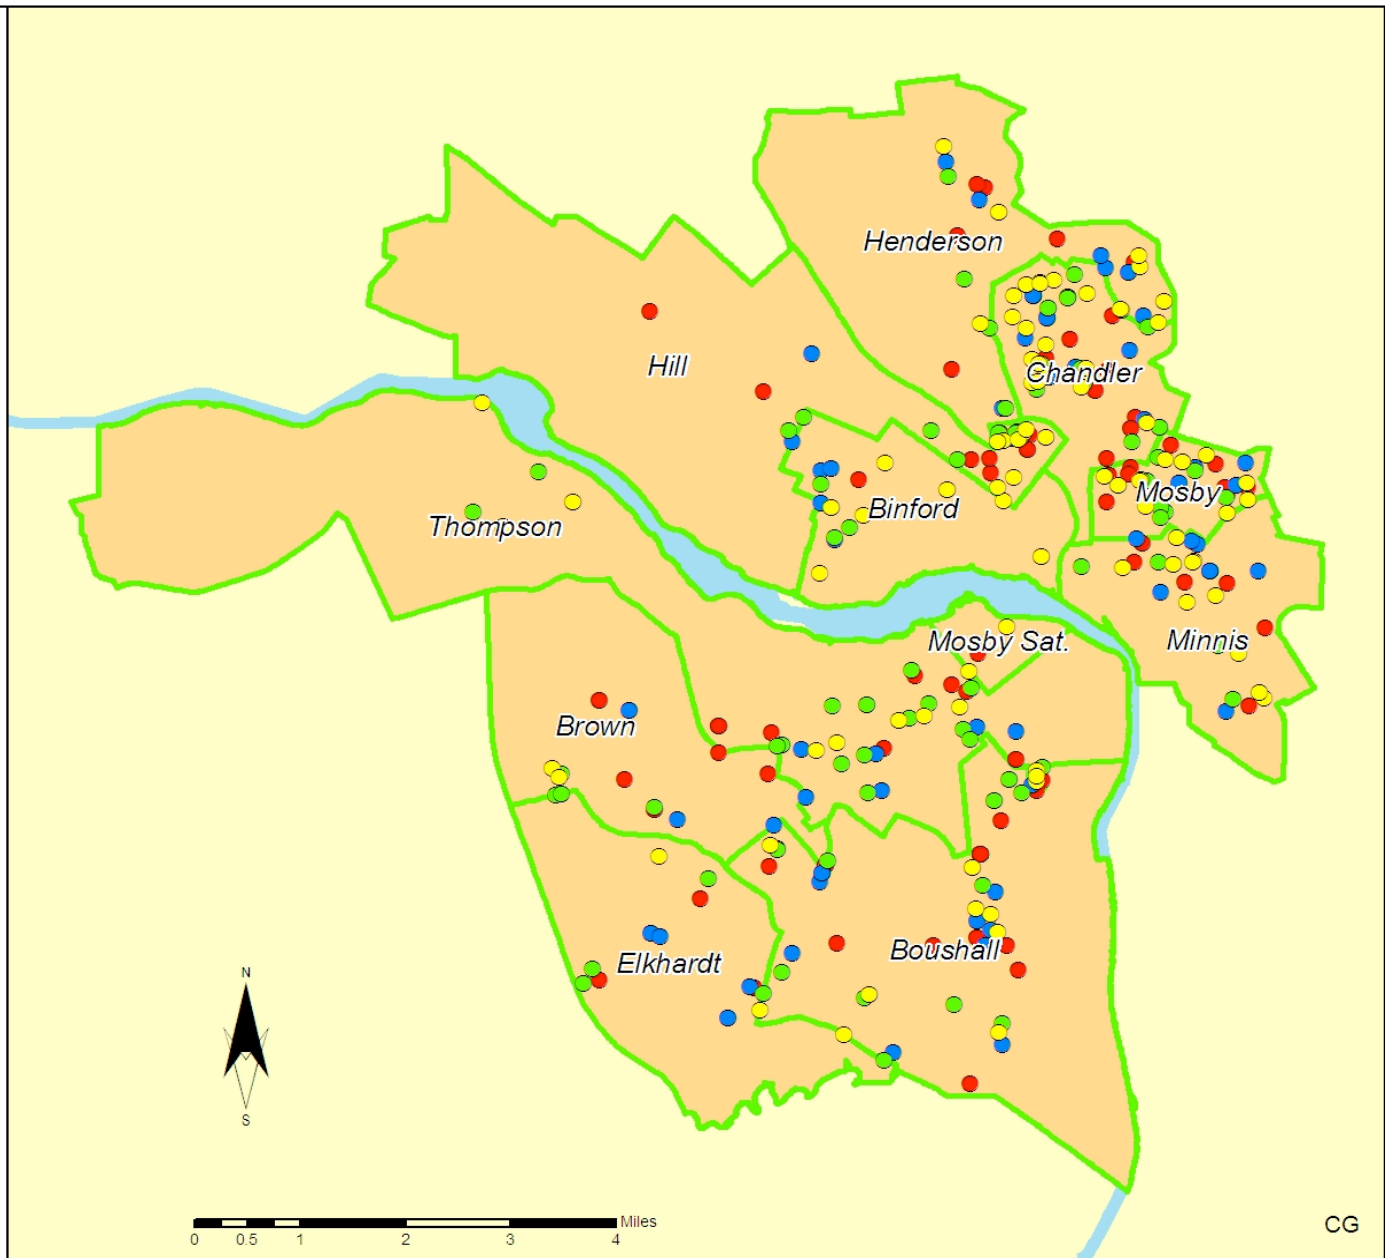 Henderson
Hill
Chandler
Mosby
Binford
Thompson
Mosby Sat.
Minnis
Brown
Boushall
Elkhardt
N
S
Miles
0 0.5 1 2 3 4
CG